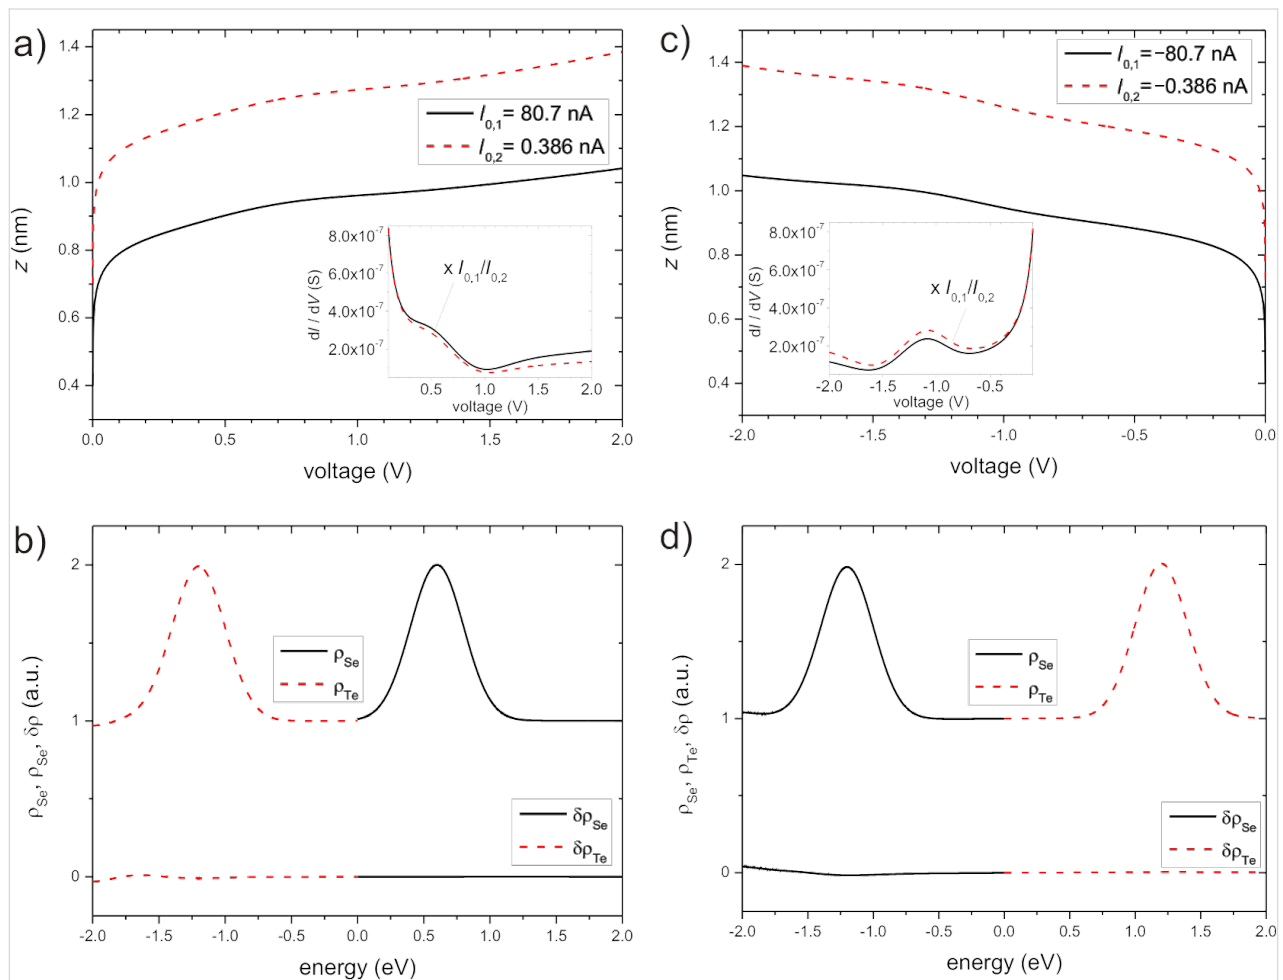 a)
z (nm)
1.4
1.2
1.0
0.8
0.6
0.4
I0,1= 80.7 nA
I0,2= 0.386 nA
dI / dV (S)
8.0x10-7
6.0x10-7
4.0x10-7
2.0x10-7
x I0,1/I0,2
0.5 1.0 1.5 2.0
voltage (V)
0.0 0.5 1.0 1.5 2.0
voltage (V)
c)
z (nm)
1.4
1.2
1.0
0.8
0.6
0.4
I0,1=−80.7 nA
I0,2=−0.386 nA
dI / dV (S)
8.0x10-7
6.0x10-7
4.0x10-7
2.0x10-7
x I0,1/I0,2
-2.0 -1.5 -1.0 -0.5
voltage (V)
-2.0 -1.5 -1.0 -0.5 0.0
voltage (V)
b)
ρSe, ρSe, δρ (a.u.)
2
1
0
ρSe
ρTe
δρSe
δρTe
-2.0 -1.5 -1.0 -0.5 0.0 0.5 1.0 1.5 2.0
energy (eV)
d)
ρSe, ρTe, δρ (a.u.)
2
1
0
ρSe
ρTe
δρSe
δρTe
-2.0 -1.5 -1.0 -0.5 0.0 0.5 1.0 1.5 2.0
energy (eV)